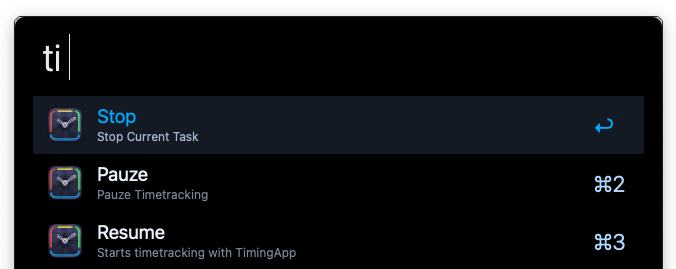 ti
Stop
Stop Current Task
↩
Pauze
Pauze Timetracking
⌘2
Resume
Starts timetracking with TimingApp
⌘3